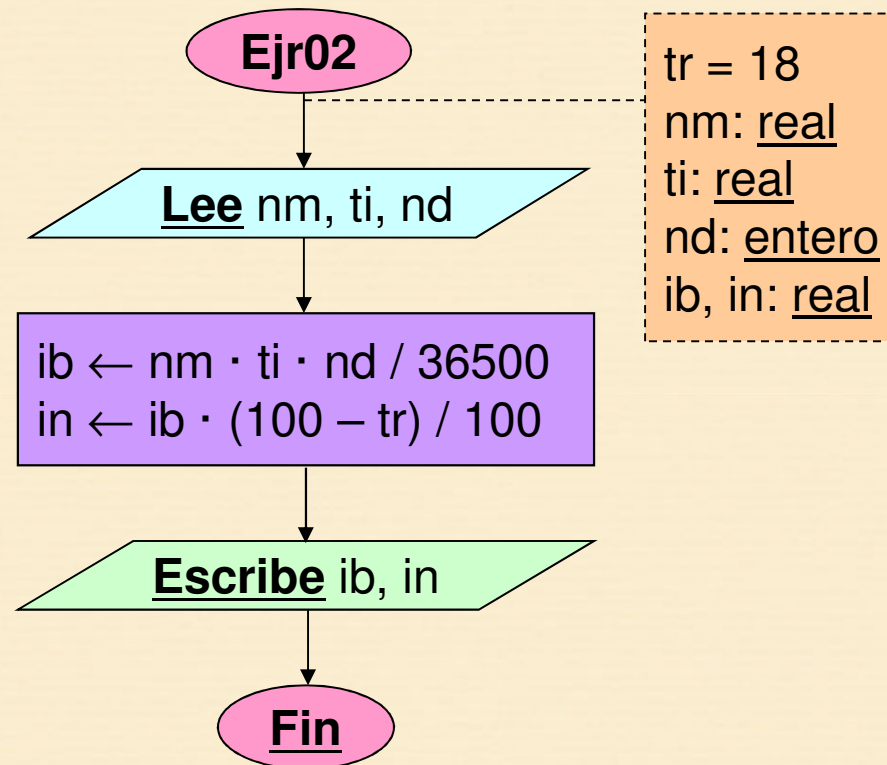 Ejr02
tr = 18
nm: real
ti: real
nd: entero
ib, in: real
Lee nm, ti, nd
ib ← nm · ti · nd / 36500
in ← ib · (100 – tr) / 100
Escribe ib, in
Fin